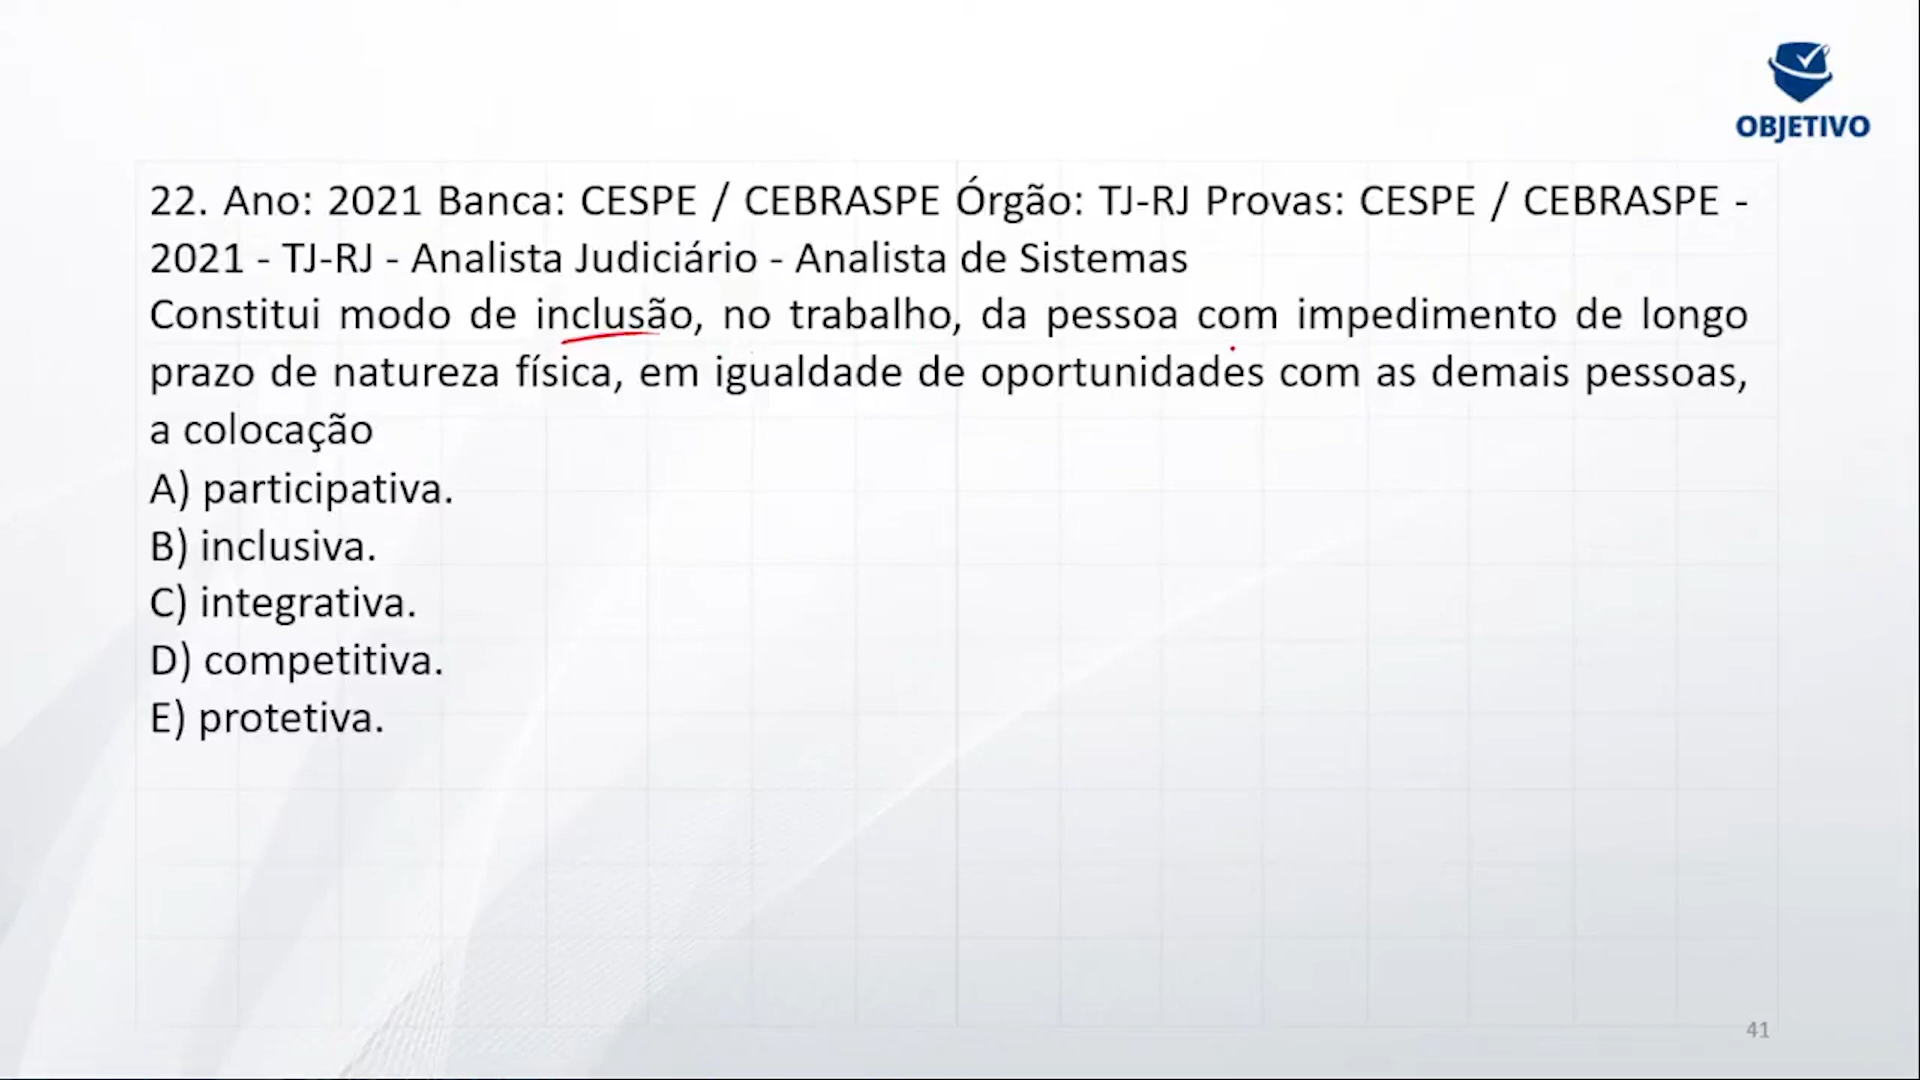 OBJETIVO
22. Ano: 2021 Banca: CESPE / CEBRASPE Órgão: TJ-RJ Provas: CESPE / CEBRASPE -
2021 - TJ-RJ - Analista Judiciário - Analista de Sistemas
Constitui modo de inclusão, no trabalho, da pessoa com impedimento de longo
prazo de natureza física, em igualdade de oportunidades com as demais pessoas,
a colocação
A) participativa.
B) inclusiva.
C) integrativa.
D) competitiva.
E) protetiva.
41